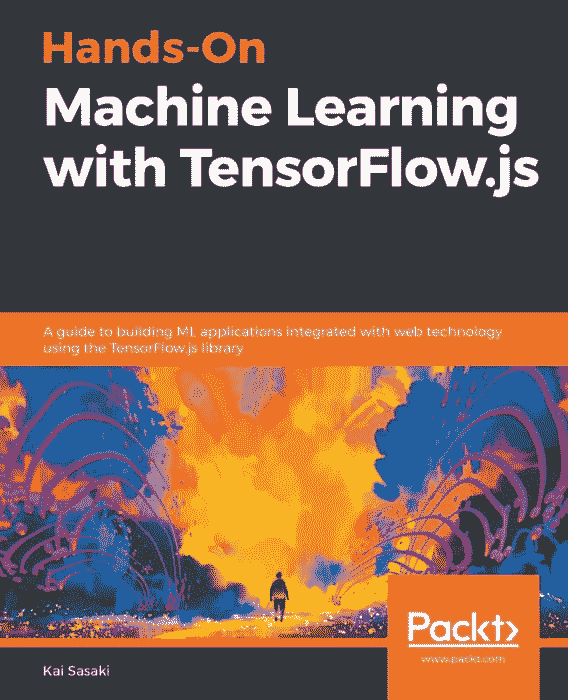 Hands-On
Machine Learning
with TensorFlow.js
A guide to building ML applications integrated with web technology
using the TensorFlow.js library
Packt>
www.packt.com
Kai Sasaki